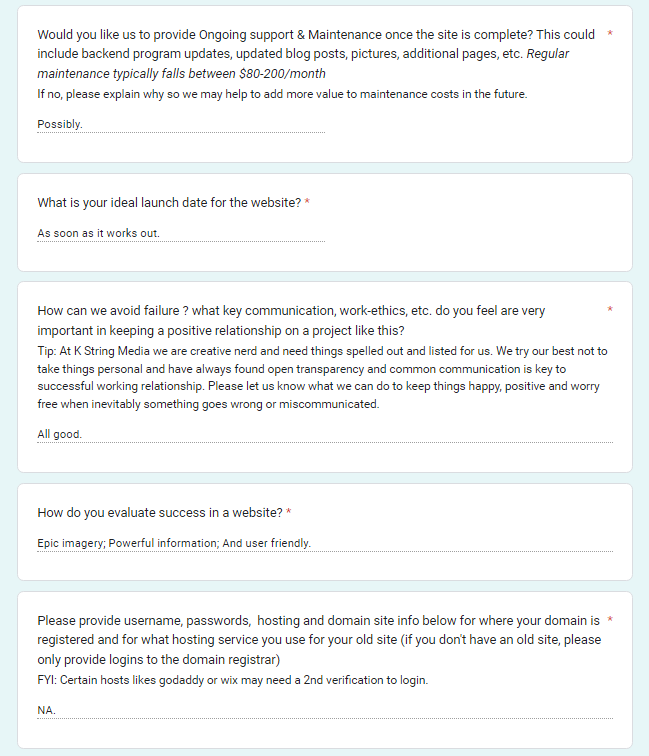 Would you like us to provide Ongoing support & Maintenance once the site is complete? This could *
include backend program updates, updated blog posts, pictures, additional pages, etc. Regular
maintenance typically falls between $80-200/month
If no, please explain why so we may help to add more value to maintenance costs in the future.
Possibly.
What is your ideal launch date for the website? *
As soon as it works out.
How can we avoid failure ? what key communication, work-ethics, etc. do you feel are very *
important in keeping a positive relationship on a project like this?
Tip: At K String Media we are creative nerd and need things spelled out and listed for us. We try our best not to
take things personal and have always found open transparency and common communication is key to
successful working relationship. Please let us know what we can do to keep things happy, positive and worry
free when inevitably something goes wrong or miscommunicated.
All good.
How do you evaluate success in a website? *
Epic imagery; Powerful information; And user friendly.
Please provide username, passwords,  hosting and domain site info below for where your domain is *
registered and for what hosting service you use for your old site (if you don't have an old site, please
only provide logins to the domain registrar)
FYI: Certain hosts likes godaddy or wix may need a 2nd verification to login.
NA.